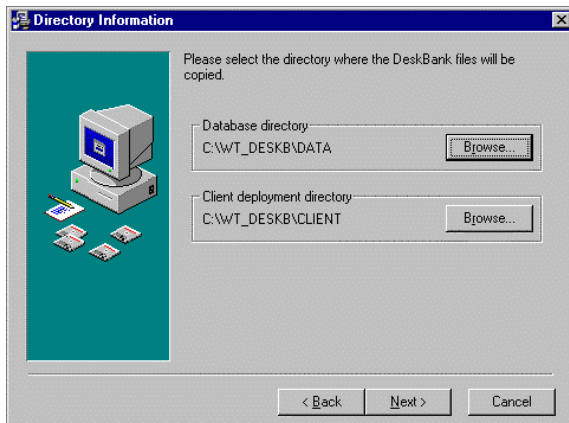 Directory Information
Please select the directory where the DeskBank files will be
copied.
Database directory
C:\WT_DESKB\DATA
Browse...
Client deployment directory
C:\WT_DESKB\CLIENT
Browse...
< Back
Next >
Cancel